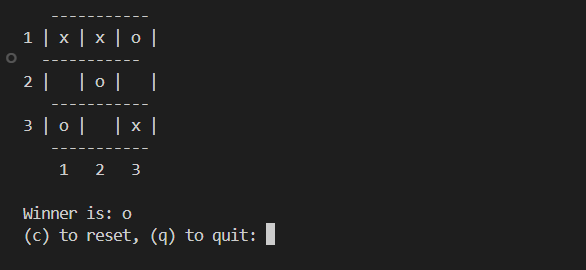 -----------
1 | x | x | o |
-----------
2 |   | o |   |
-----------
3 | o |   | x |
-----------
1   2   3
Winner is: o
(c) to reset, (q) to quit: